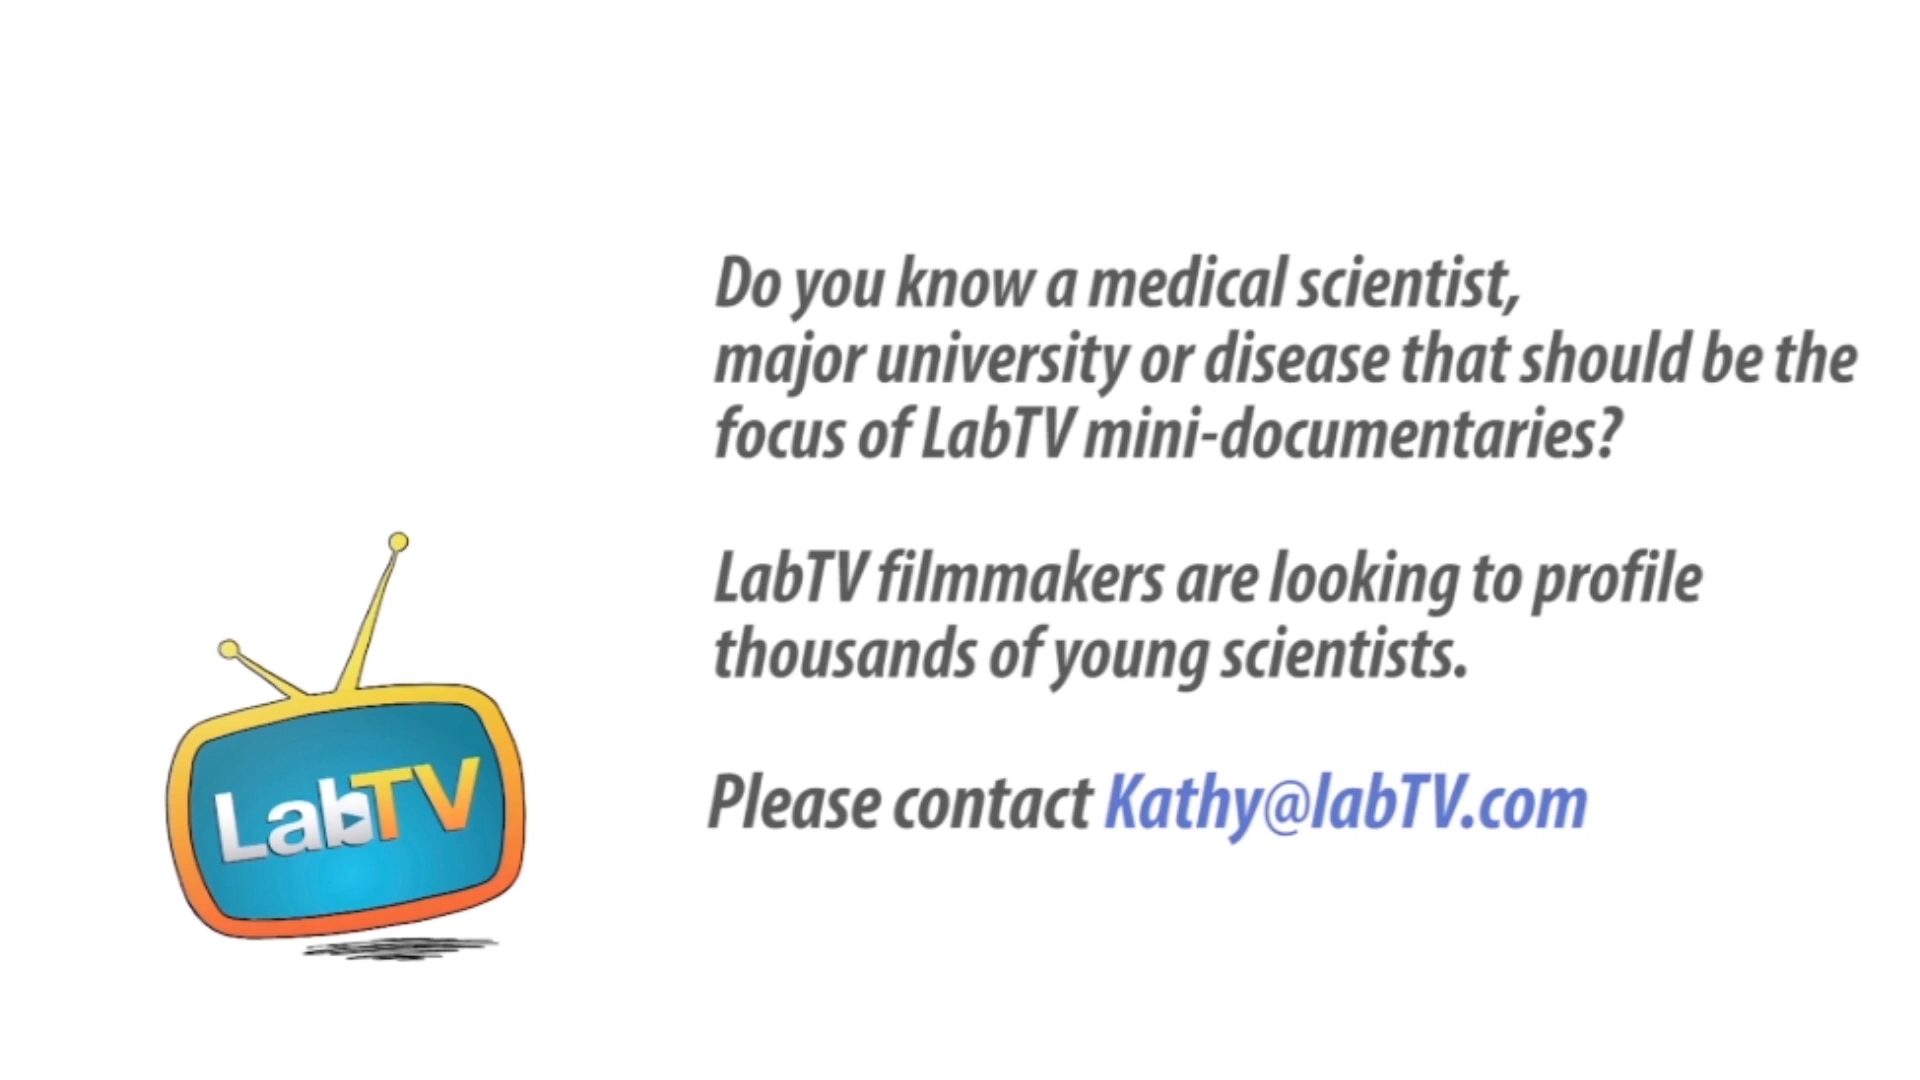 Do you know a medical scientist,
major university or disease that should be the
focus of LabTV mini-documentaries?
LabTV filmmakers are looking to profile
thousands of young scientists.
LabTV
Please contact Kathy@labTV.com